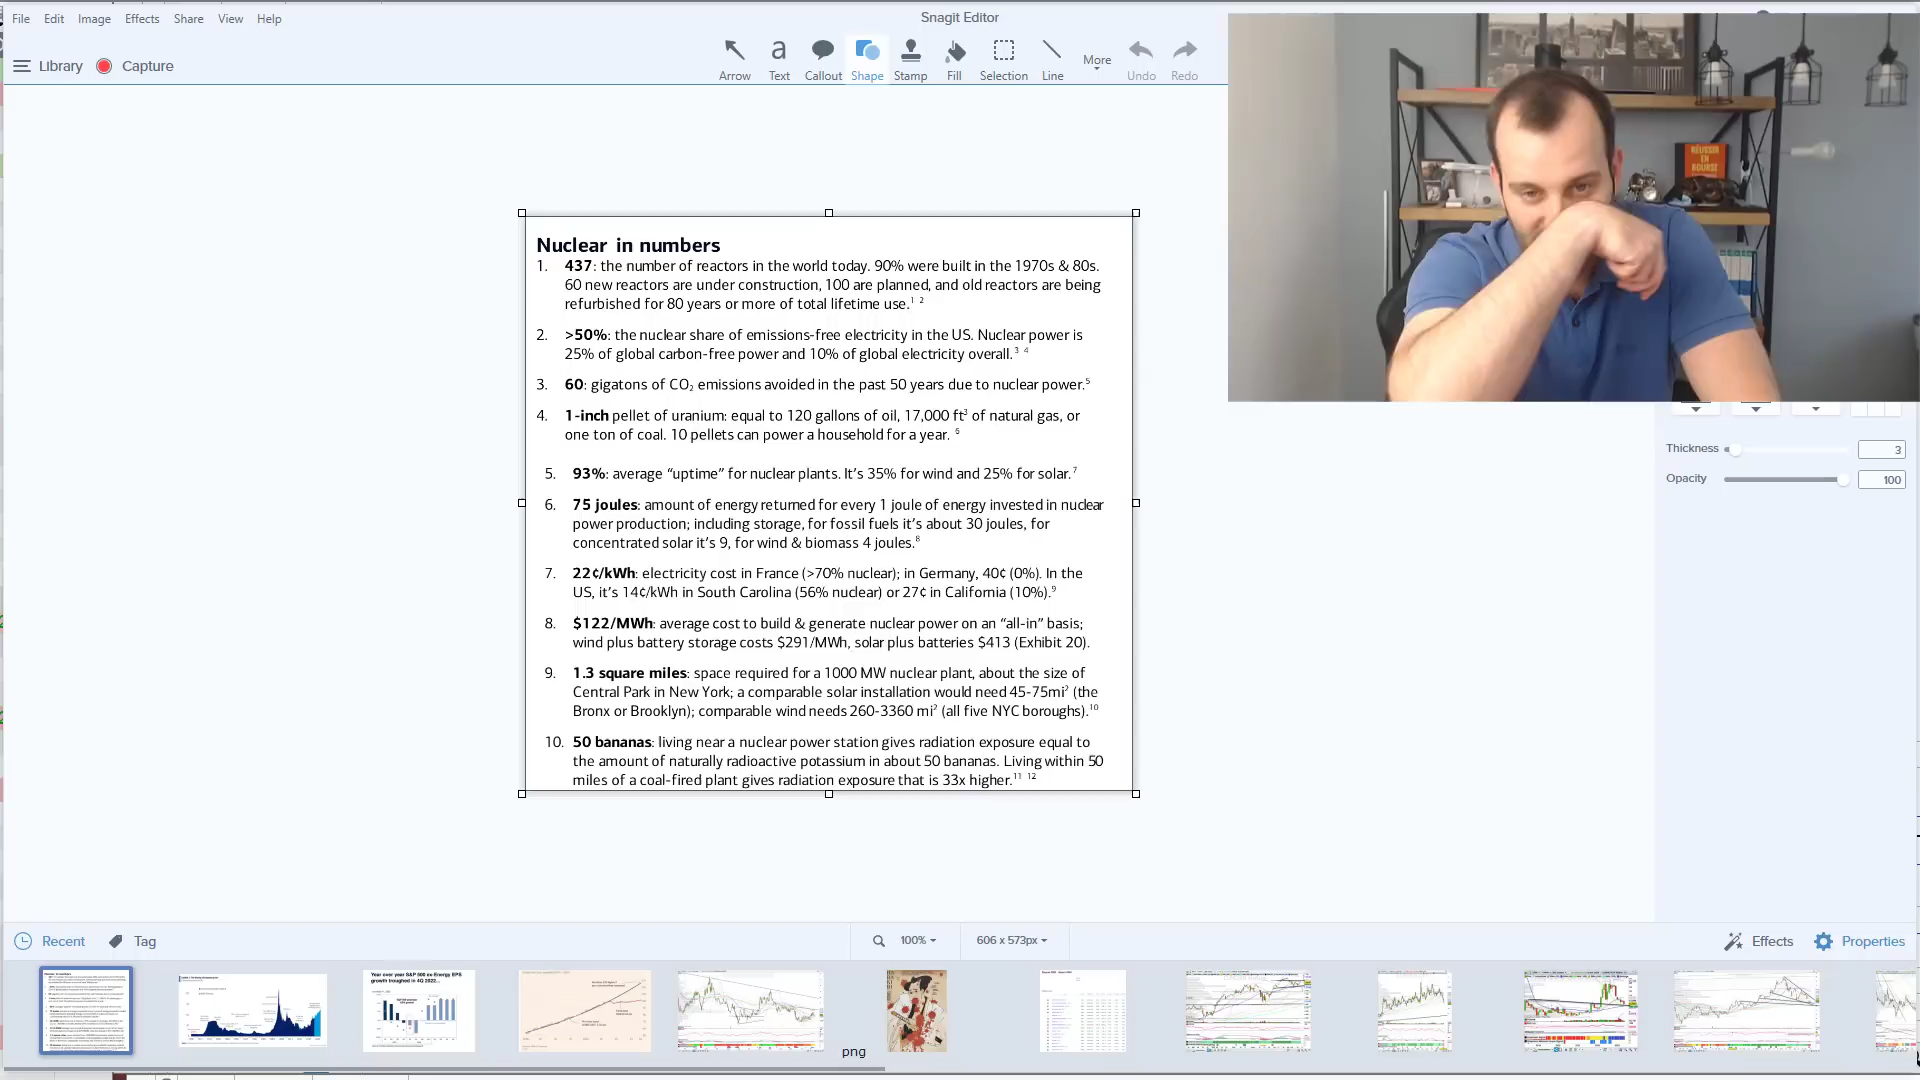 Snagit Editor
File Edit Image Effects Share View Help
Library Capture
Arrow Text Callout Shape Stamp Fill Selection Line More Undo Redo
RÉUSSIR
EN
BOURSE
Nuclear in numbers
1. 437: the number of reactors in the world today. 90% were built in the 1970s & 80s.
60 new reactors are under construction, 100 are planned, and old reactors are being
refurbished for 80 years or more of total lifetime use.¹ ²
2. >50%: the nuclear share of emissions-free electricity in the US. Nuclear power is
25% of global carbon-free power and 10% of global electricity overall.³ ⁴
3. 60: gigatons of CO₂ emissions avoided in the past 50 years due to nuclear power.⁵
4. 1-inch pellet of uranium: equal to 120 gallons of oil, 17,000 ft³ of natural gas, or
one ton of coal. 10 pellets can power a household for a year. ⁶
5. 93%: average “uptime” for nuclear plants. It’s 35% for wind and 25% for solar.⁷
6. 75 joules: amount of energy returned for every 1 joule of energy invested in nuclear
power production; including storage, for fossil fuels it’s about 30 joules, for
concentrated solar it’s 9, for wind & biomass 4 joules.⁸
7. 22¢/kWh: electricity cost in France (>70% nuclear); in Germany, 40¢ (0%). In the
US, it’s 14¢/kWh in South Carolina (56% nuclear) or 27¢ in California (10%).⁹
8. $122/MWh: average cost to build & generate nuclear power on an “all-in” basis;
wind plus battery storage costs $291/MWh, solar plus batteries $413 (Exhibit 20).
9. 1.3 square miles: space required for a 1000 MW nuclear plant, about the size of
Central Park in New York; a comparable solar installation would need 45-75mi² (the
Bronx or Brooklyn); comparable wind needs 260-3360 mi² (all five NYC boroughs).¹⁰
10. 50 bananas: living near a nuclear power station gives radiation exposure equal to
the amount of naturally radioactive potassium in about 50 bananas. Living within 50
miles of a coal-fired plant gives radiation exposure that is 33x higher.¹¹ ¹²
Thickness 3
Opacity 100
Recent Tag 100% 606 x 573px Effects Properties
Year over year S&P 500 ex-Energy EPS
growth troughed in 4Q 2022...
png